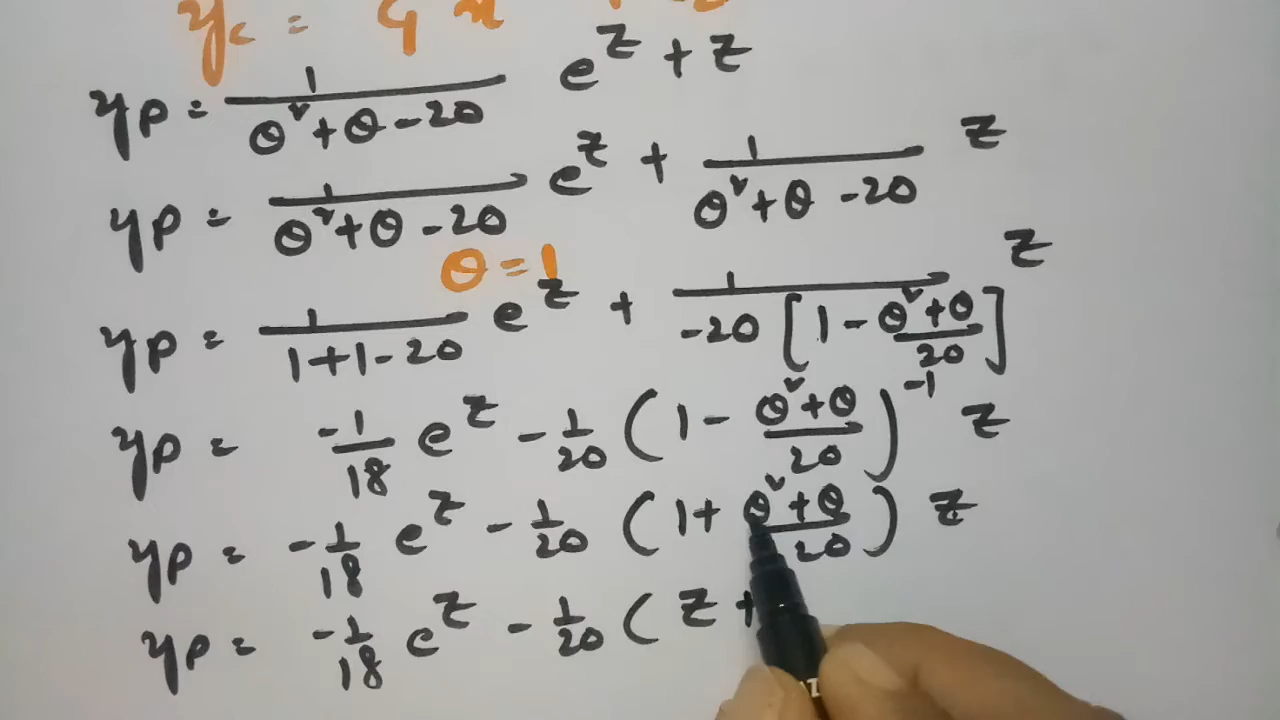 yc = C₁ x
yp = 1/(θ²+θ-20) e^z + z
yp = 1/(θ²+θ-20) e^z + 1/(θ²+θ-20) z
θ=1
yp = 1/(1+1-20) e^z + 1/(-20[1-(θ²+θ)/20]) z
yp = -1/18 e^z - 1/20 (1-(θ²+θ)/20)^-1 z
yp = -1/18 e^z - 1/20 (1+(θ²+θ)/20) z
yp = -1/18 e^z - 1/20 ( z +